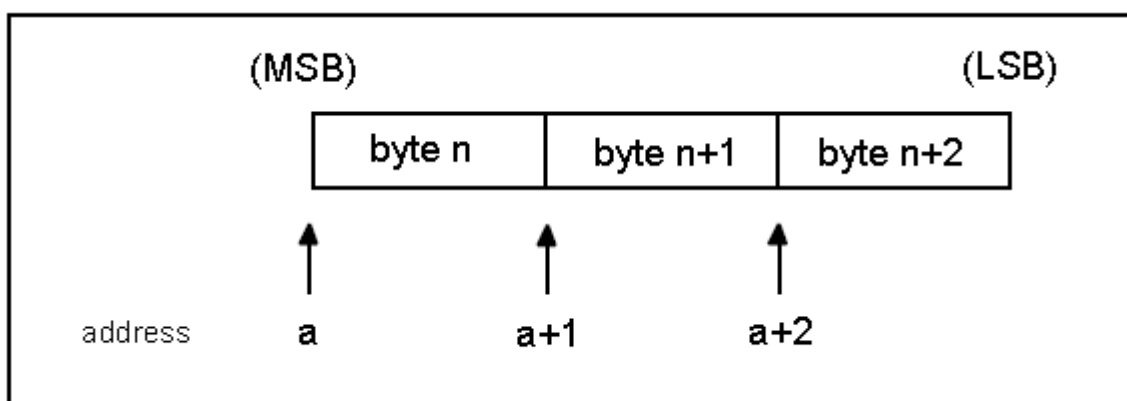 (MSB) (LSB)
byte n byte n+1 byte n+2
address a a+1 a+2